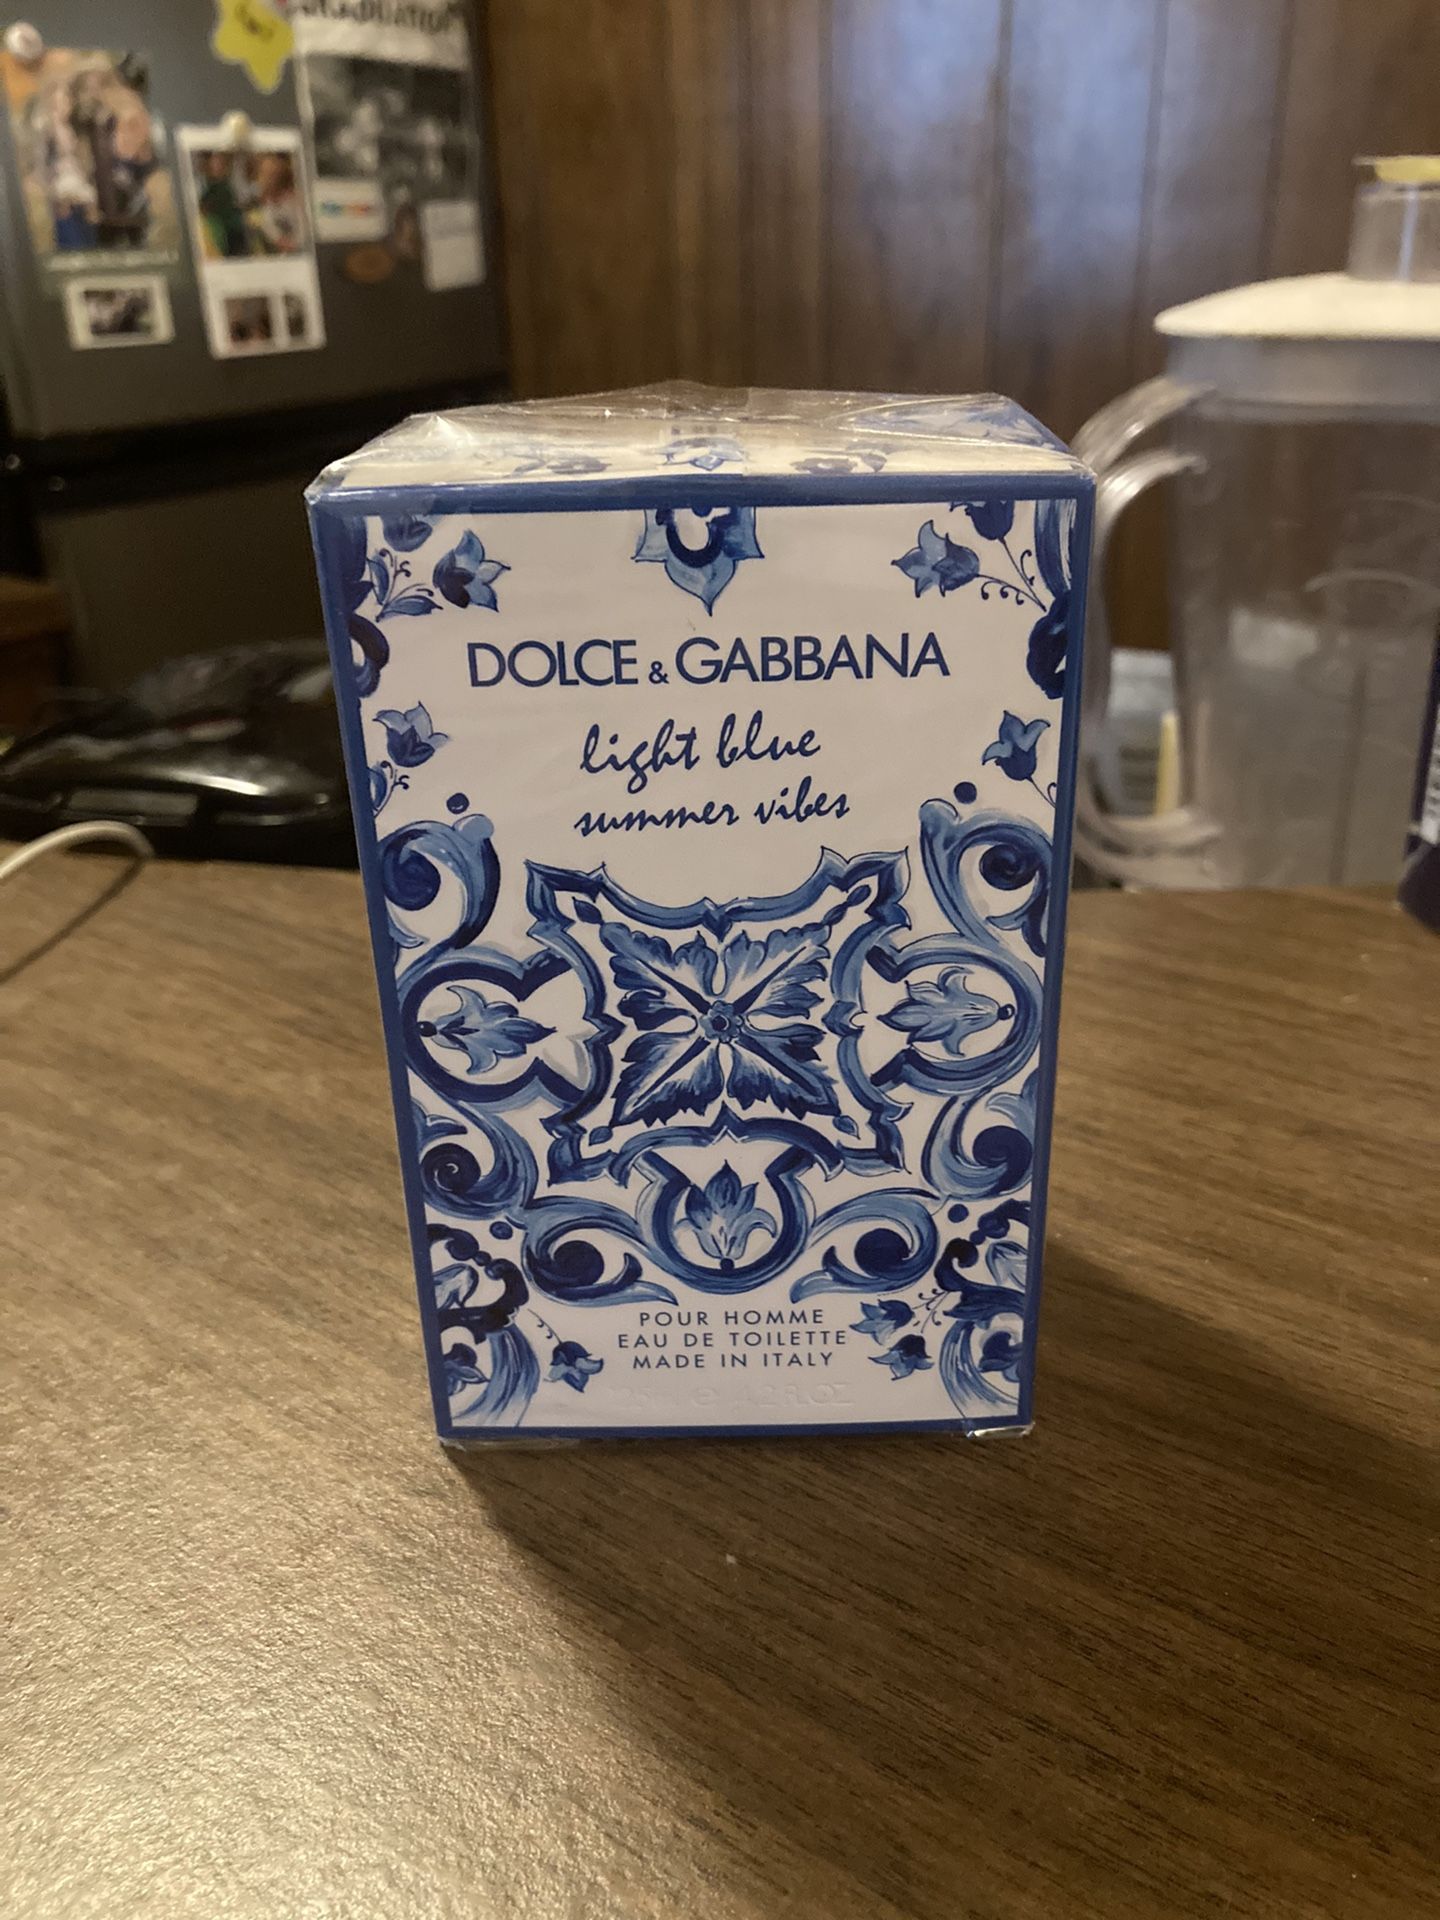 DOLCE & GABBANA
light blue
summer vibes
POUR HOMME
EAU DE TOILETTE
MADE IN ITALY